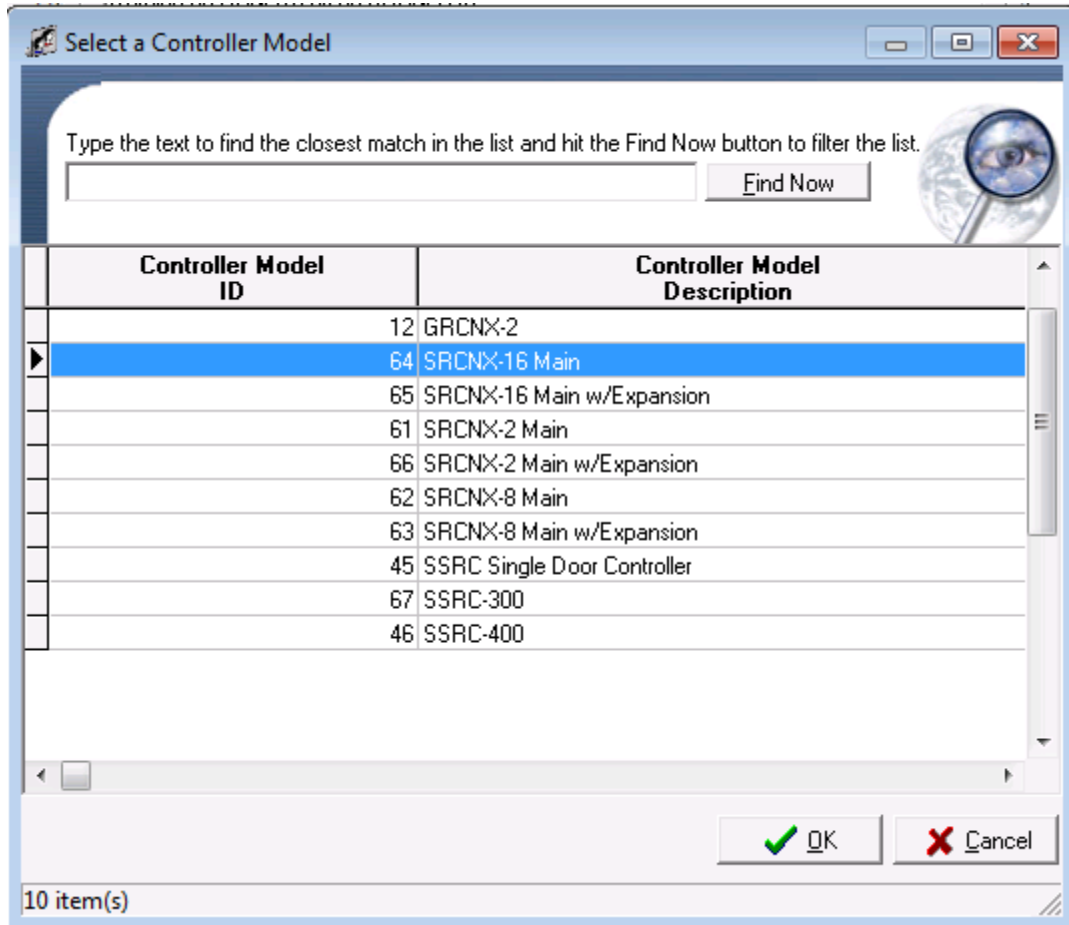 Select a Controller Model
Type the text to find the closest match in the list and hit the Find Now button to filter the list.
Find Now
Controller Model ID Controller Model Description
12 GRCNX-2
64 SRCNX-16 Main
65 SRCNX-16 Main w/Expansion
61 SRCNX-2 Main
66 SRCNX-2 Main w/Expansion
62 SRCNX-8 Main
63 SRCNX-8 Main w/Expansion
45 SSRC Single Door Controller
67 SSRC-300
46 SSRC-400
OK Cancel
10 item(s)